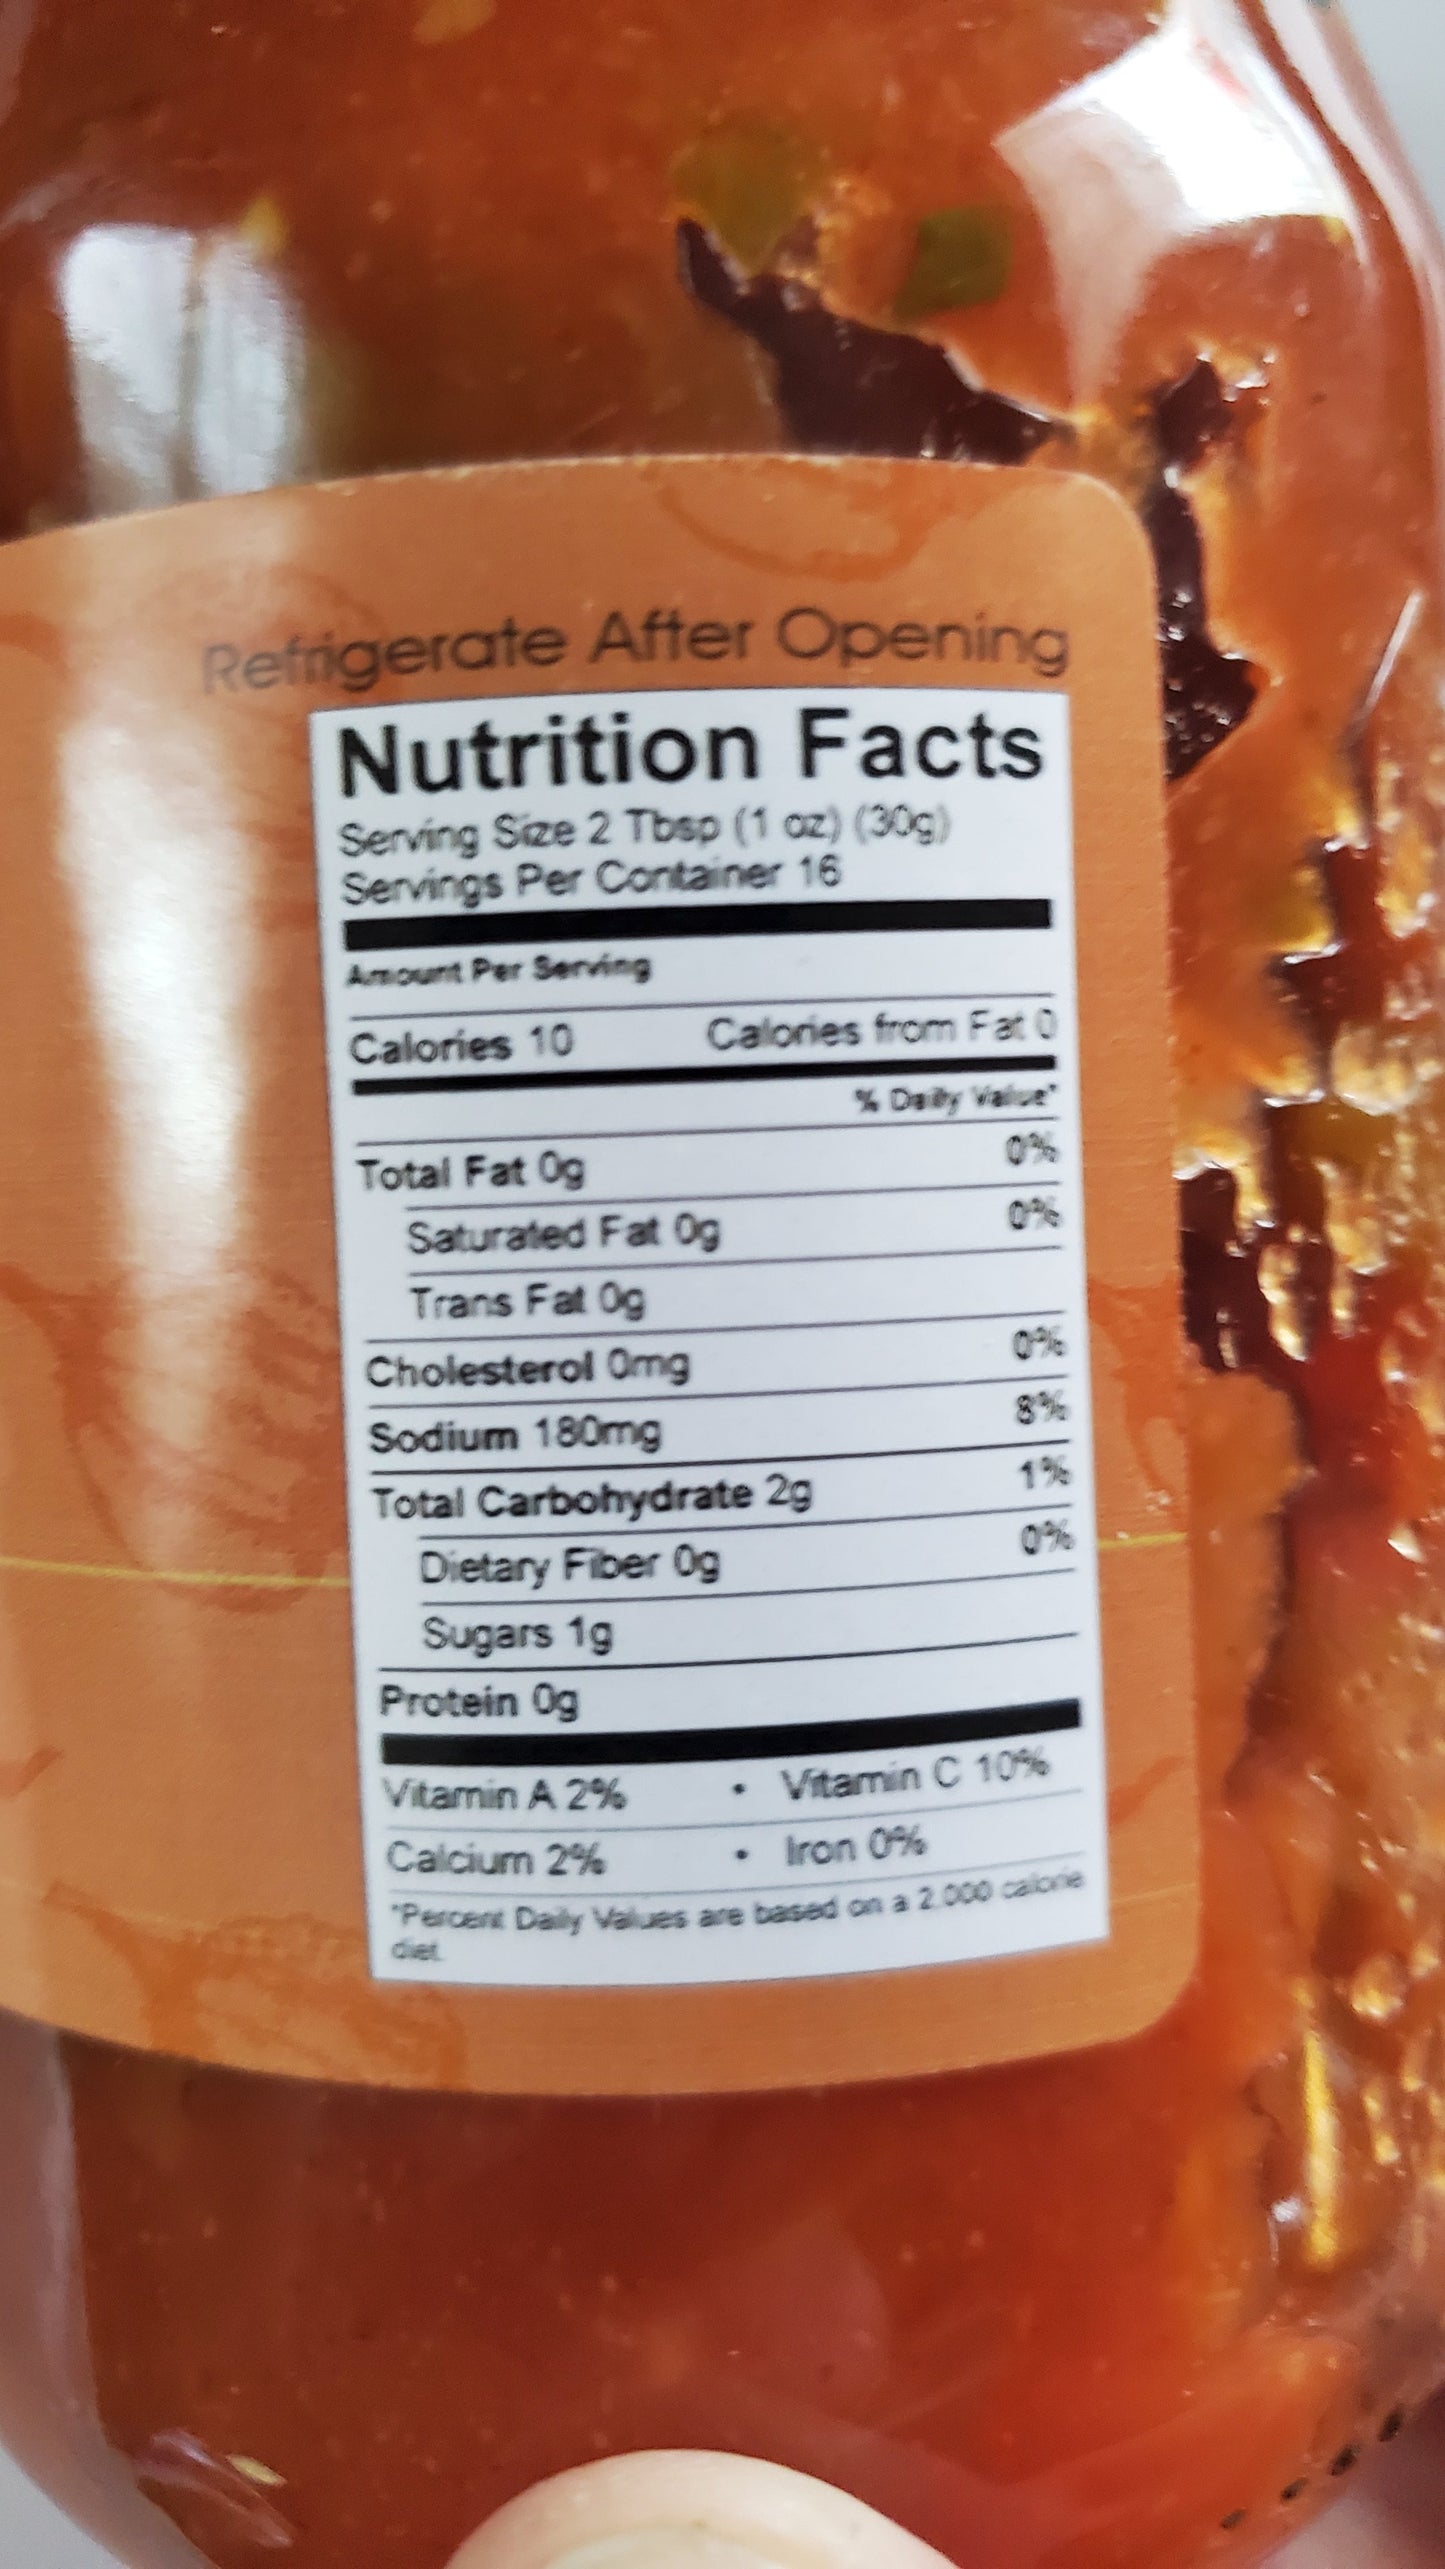 Refrigerate After Opening
Nutrition Facts
Serving Size 2 Tbsp (1 oz) (30g)
Servings Per Container 16
Amount Per Serving
Calories 10 Calories from Fat 0
% Daily Value*
Total Fat 0g 0%
Saturated Fat 0g 0%
Trans Fat 0g
Cholesterol 0mg 0%
Sodium 180mg 8%
Total Carbohydrate 2g 1%
Dietary Fiber 0g 0%
Sugars 1g
Protein 0g
Vitamin A 2% • Vitamin C 10%
Calcium 2% • Iron 0%
*Percent Daily Values are based on a 2,000 calorie
diet.